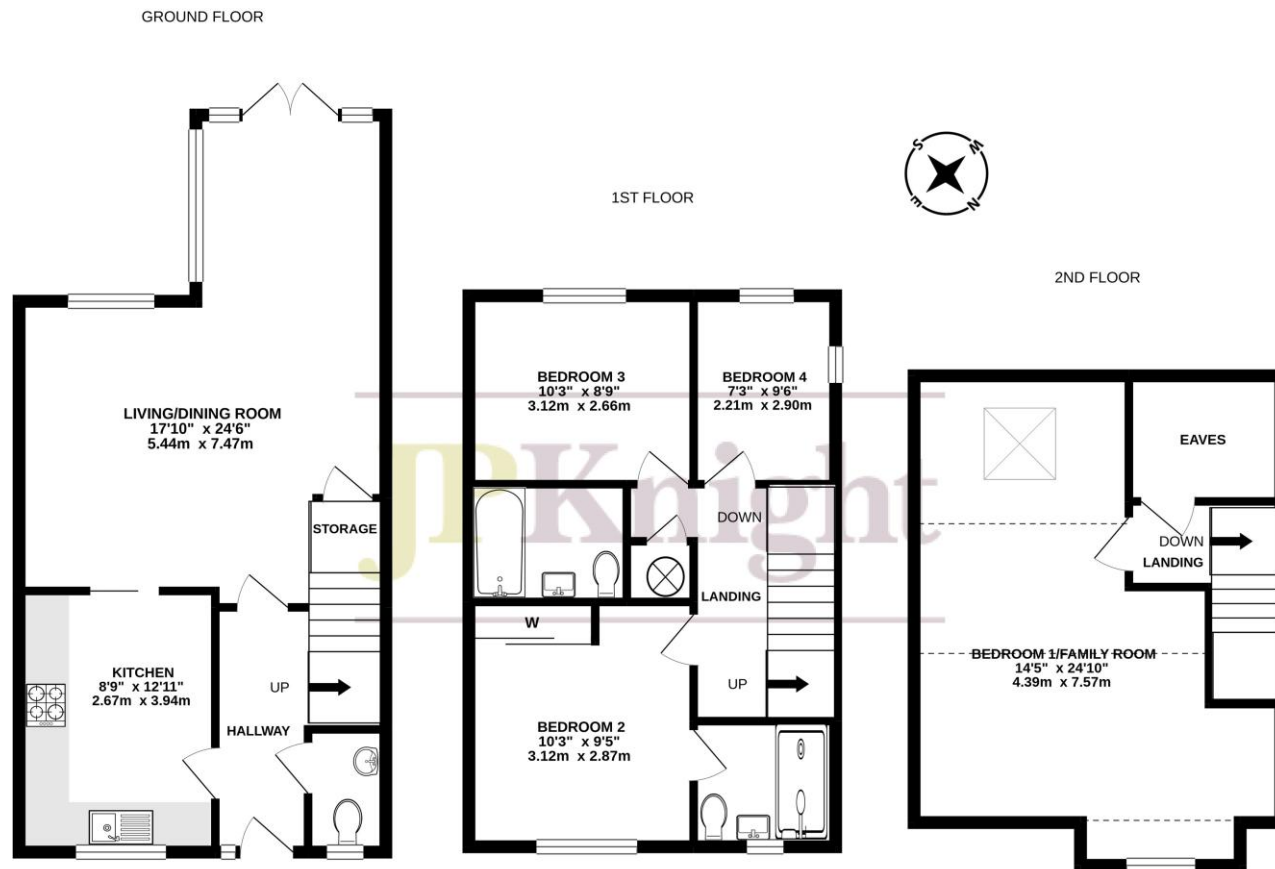 GROUND FLOOR
LIVING/DINING ROOM
17'10" x 24'6"
5.44m x 7.47m
STORAGE
KITCHEN
8'9" x 12'11"
2.67m x 3.94m
UP
HALLWAY
1ST FLOOR
BEDROOM 3
10'3" x 8'9"
3.12m x 2.66m
BEDROOM 4
7'3" x 9'6"
2.21m x 2.90m
DOWN
LANDING
W
UP
BEDROOM 2
10'3" x 9'5"
3.12m x 2.87m
JPKnight
S
W
E
N
2ND FLOOR
EAVES
DOWN
LANDING
BEDROOM 1/FAMILY ROOM
14'5" x 24'10"
4.39m x 7.57m